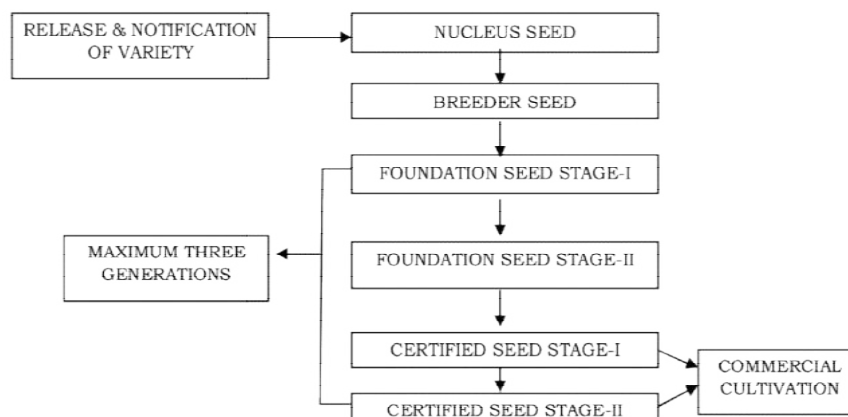 RELEASE & NOTIFICATION
OF VARIETY
NUCLEUS SEED
BREEDER SEED
FOUNDATION SEED STAGE-I
MAXIMUM THREE
GENERATIONS
FOUNDATION SEED STAGE-II
CERTIFIED SEED STAGE-I
COMMERCIAL
CULTIVATION
CERTIFIED SEED STAGE-II